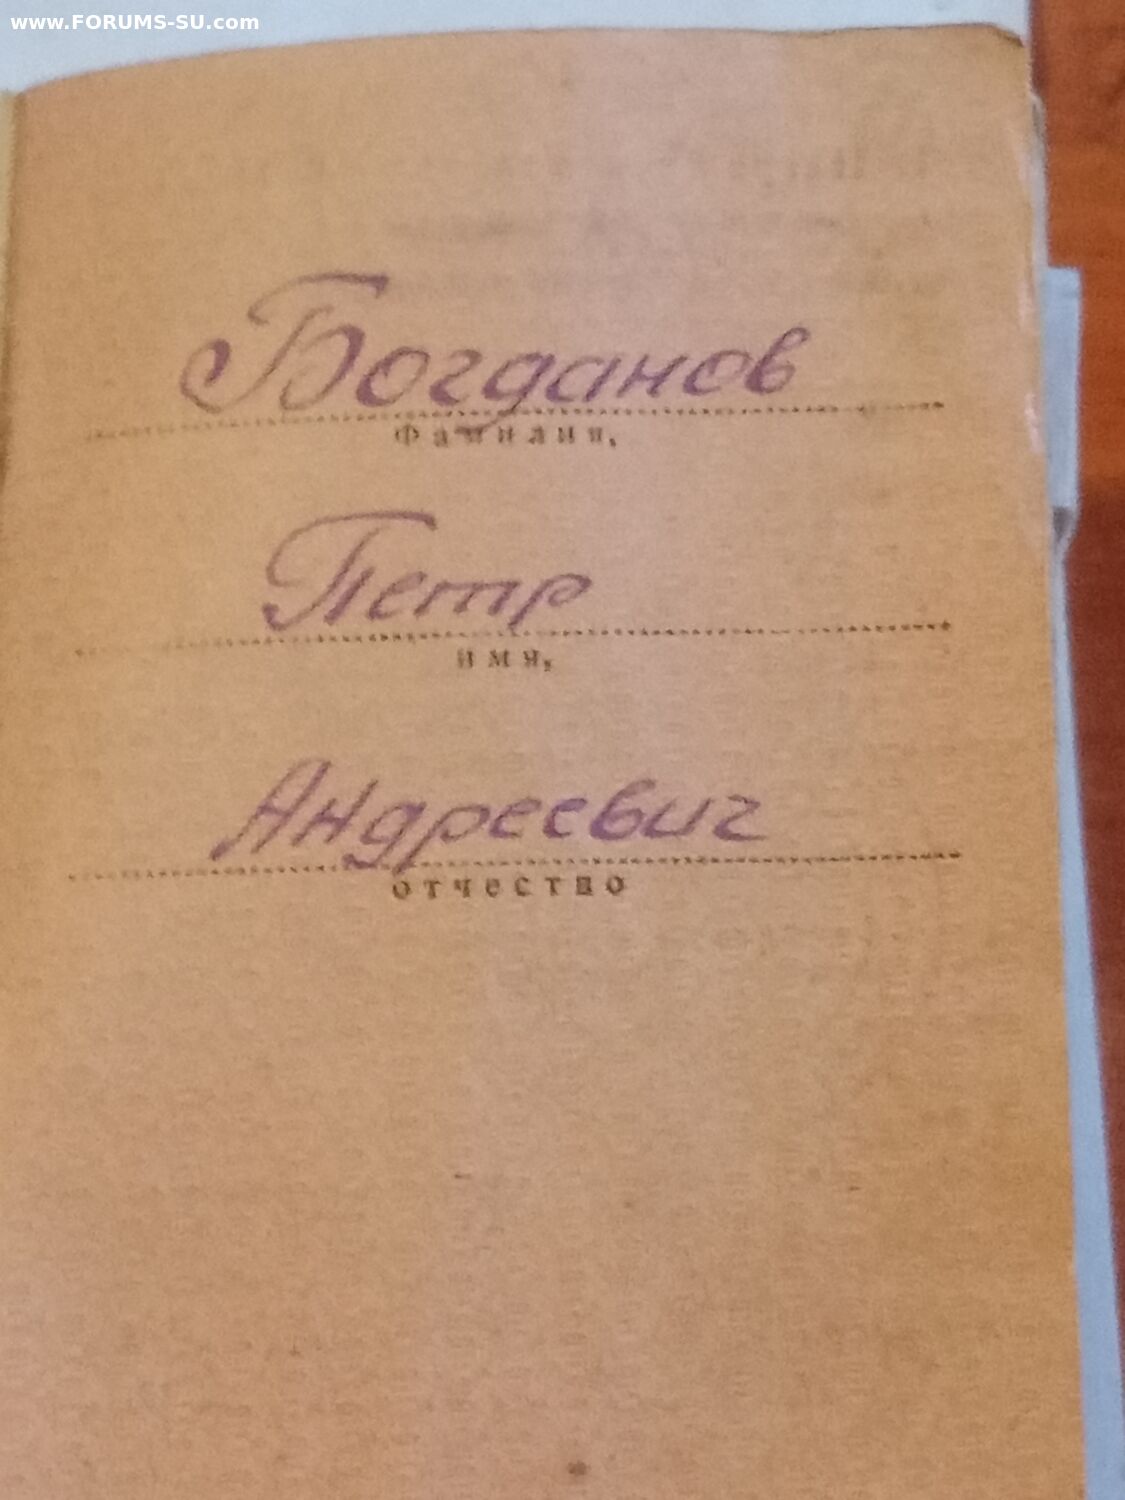 www.FORUMS-SU.com
Богданов
Фамилия,
Петр
имя,
Андреевич
отчество